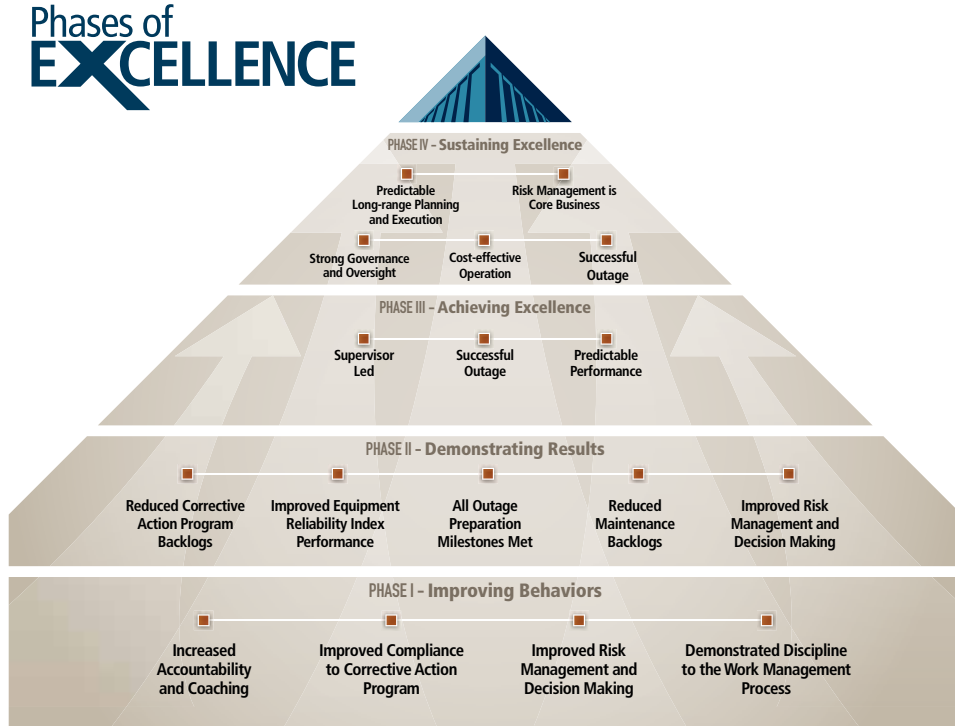 Phases of
EXCELLENCE
PHASE IV - Sustaining Excellence
Predictable
Long-range Planning
and Execution
Risk Management is
Core Business
Strong Governance
and Oversight
Cost-effective
Operation
Successful
Outage
PHASE III - Achieving Excellence
Supervisor
Led
Successful
Outage
Predictable
Performance
PHASE II - Demonstrating Results
Reduced Corrective
Action Program
Backlogs
Improved Equipment
Reliability Index
Performance
All Outage
Preparation
Milestones Met
Reduced
Maintenance
Backlogs
Improved Risk
Management and
Decision Making
PHASE I - Improving Behaviors
Increased
Accountability
and Coaching
Improved Compliance
to Corrective Action
Program
Improved Risk
Management and
Decision Making
Demonstrated Discipline
to the Work Management
Process